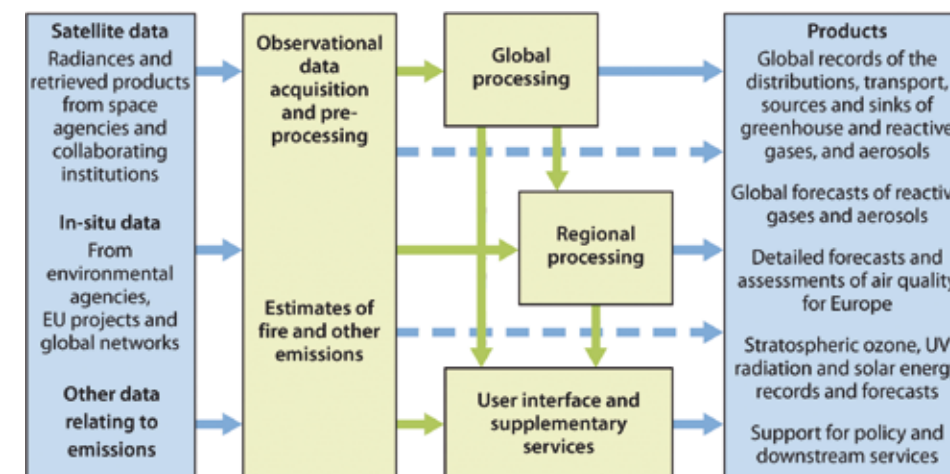 Satellite data
Radiances and
retrieved products
from space
agencies and
collaborating
institutions
In-situ data
From
environmental
agencies,
EU projects and
global networks
Other data
relating to
emissions
Observational
data
acquisition
and pre-
processing
Estimates of
fire and other
emissions
Global
processing
Regional
processing
User interface and
supplementary
services
Products
Global records of the
distributions, transport,
sources and sinks of
greenhouse and reactive
gases, and aerosols
Global forecasts of reactiv
gases and aerosols
Detailed forecasts and
assessments of air quality
for Europe
Stratospheric ozone, UV
radiation and solar energ
records and forecasts
Support for policy and
downstream services